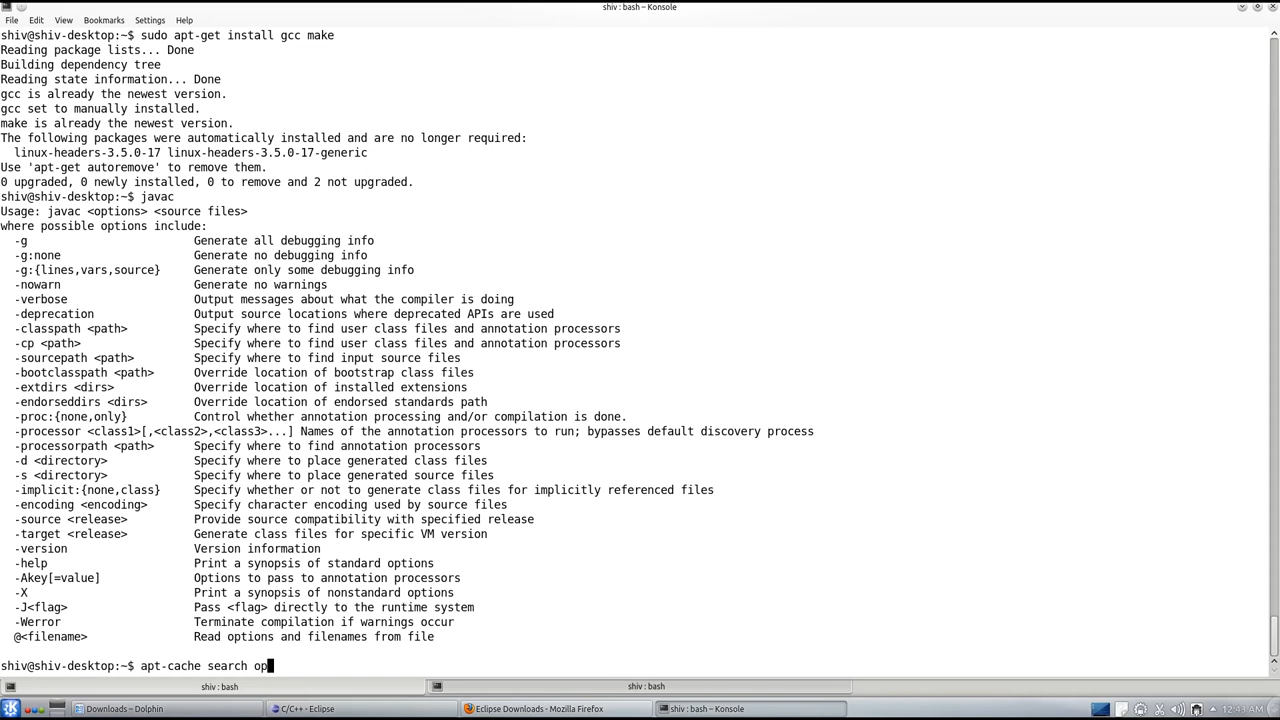 shiv : bash – Konsole
File Edit View Bookmarks Settings Help
shiv@shiv-desktop:~$ sudo apt-get install gcc make
Reading package lists... Done
Building dependency tree
Reading state information... Done
gcc is already the newest version.
gcc set to manually installed.
make is already the newest version.
The following packages were automatically installed and are no longer required:
  linux-headers-3.5.0-17 linux-headers-3.5.0-17-generic
Use 'apt-get autoremove' to remove them.
0 upgraded, 0 newly installed, 0 to remove and 2 not upgraded.
shiv@shiv-desktop:~$ javac
Usage: javac <options> <source files>
where possible options include:
  -g                         Generate all debugging info
  -g:none                    Generate no debugging info
  -g:{lines,vars,source}     Generate only some debugging info
  -nowarn                    Generate no warnings
  -verbose                   Output messages about what the compiler is doing
  -deprecation               Output source locations where deprecated APIs are used
  -classpath <path>          Specify where to find user class files and annotation processors
  -cp <path>                 Specify where to find user class files and annotation processors
  -sourcepath <path>         Specify where to find input source files
  -bootclasspath <path>      Override location of bootstrap class files
  -extdirs <dirs>            Override location of installed extensions
  -endorseddirs <dirs>       Override location of endorsed standards path
  -proc:{none,only}          Control whether annotation processing and/or compilation is done.
  -processor <class1>[,<class2>,<class3>...] Names of the annotation processors to run; bypasses default discovery process
  -processorpath <path>      Specify where to find annotation processors
  -d <directory>             Specify where to place generated class files
  -s <directory>             Specify where to place generated source files
  -implicit:{none,class}     Specify whether or not to generate class files for implicitly referenced files
  -encoding <encoding>       Specify character encoding used by source files
  -source <release>          Provide source compatibility with specified release
  -target <release>          Generate class files for specific VM version
  -version                   Version information
  -help                      Print a synopsis of standard options
  -Akey[=value]              Options to pass to annotation processors
  -X                         Print a synopsis of nonstandard options
  -J<flag>                   Pass <flag> directly to the runtime system
  -Werror                    Terminate compilation if warnings occur
  @<filename>                Read options and filenames from file
shiv@shiv-desktop:~$ apt-cache search op
shiv : bash shiv : bash
Downloads – Dolphin C/C++ - Eclipse Eclipse Downloads - Mozilla Firefox shiv : bash – Konsole 12:43 AM